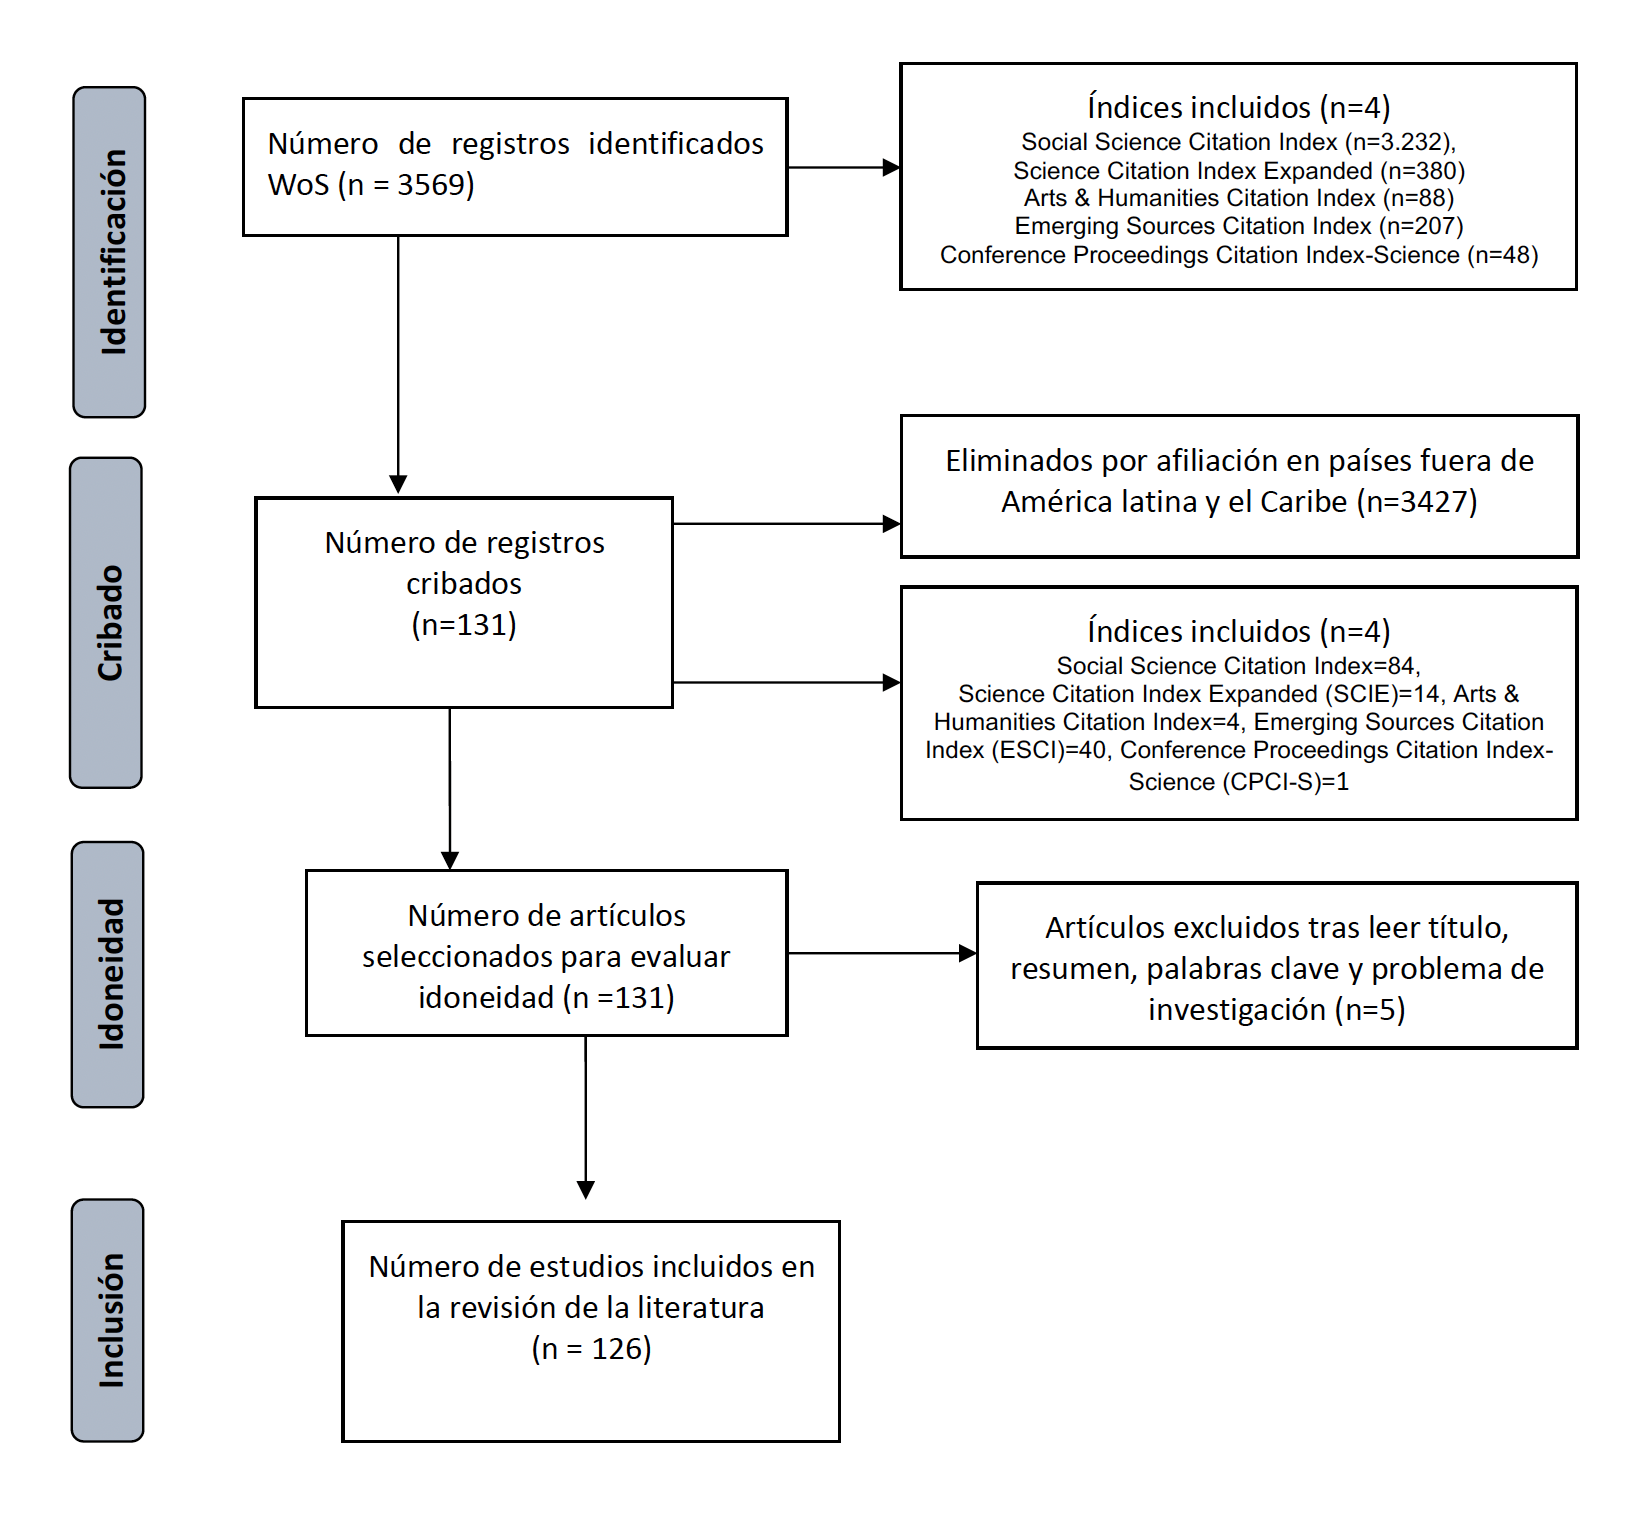 Identificación
Número de registros identificados
WoS (n = 3569)
Índices incluidos (n=4)
Social Science Citation Index (n=3.232),
Science Citation Index Expanded (n=380)
Arts & Humanities Citation Index (n=88)
Emerging Sources Citation Index (n=207)
Conference Proceedings Citation Index-Science (n=48)
Cribado
Número de registros
cribados
(n=131)
Eliminados por afiliación en países fuera de
América latina y el Caribe (n=3427)
Índices incluidos (n=4)
Social Science Citation Index=84,
Science Citation Index Expanded (SCIE)=14, Arts &
Humanities Citation Index=4, Emerging Sources Citation
Index (ESCI)=40, Conference Proceedings Citation Index-
Science (CPCI-S)=1
Idoneidad
Número de artículos
seleccionados para evaluar
idoneidad (n =131)
Artículos excluidos tras leer título,
resumen, palabras clave y problema de
investigación (n=5)
Inclusión
Número de estudios incluidos en
la revisión de la literatura
(n = 126)